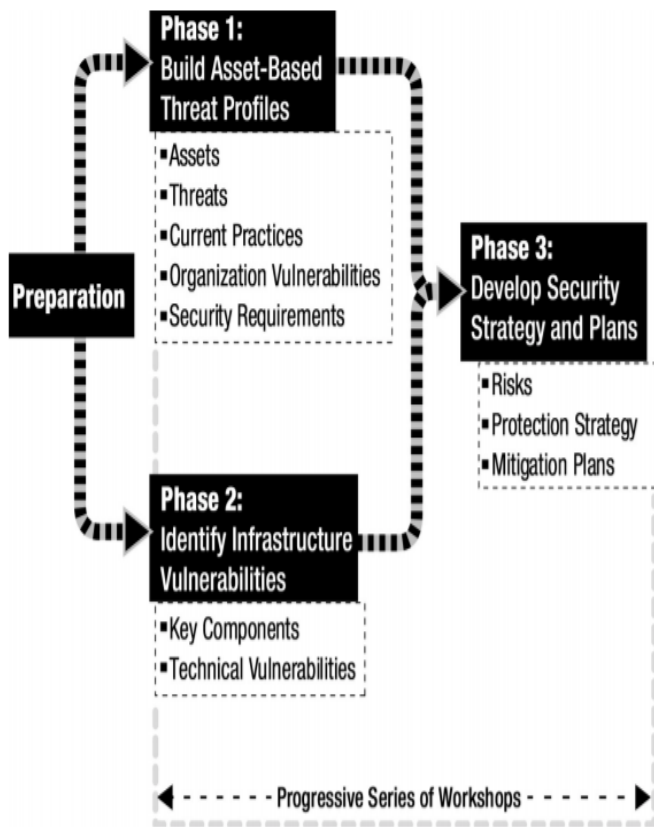 Phase 1:
Build Asset-Based
Threat Profiles
▪Assets
▪Threats
▪Current Practices
▪Organization Vulnerabilities
▪Security Requirements
Preparation
Phase 3:
Develop Security
Strategy and Plans
▪Risks
▪Protection Strategy
▪Mitigation Plans
Phase 2:
Identify Infrastructure
Vulnerabilities
▪Key Components
▪Technical Vulnerabilities
Progressive Series of Workshops